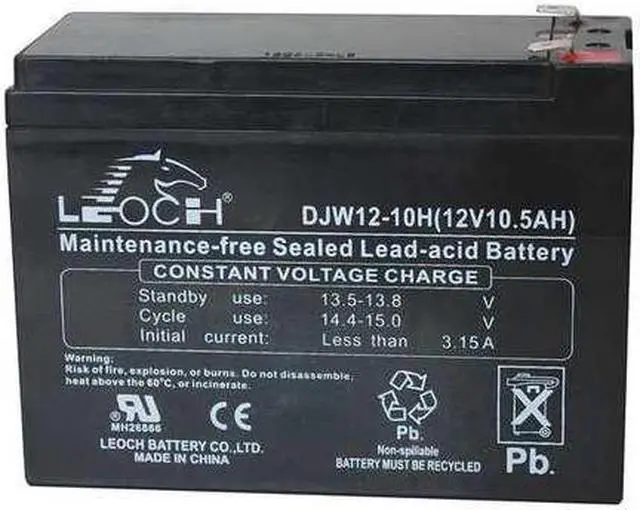 LEOCH®
DJW12-10H(12V10.5AH)
Maintenance-free Sealed Lead-acid Battery
CONSTANT VOLTAGE CHARGE
Standby use: 13.5-13.8 V
Cycle use: 14.4-15.0 V
Initial current: Less than 3.15A
Warning:
Risk of fire, explosion, or burns. Do not disassemble,
heat above the 60°C, or incinerate.
MH26866
LEOCH BATTERY CO.,LTD.
MADE IN CHINA
CE
Pb.
Non-spillable
BATTERY MUST BE RECYCLED
Pb.